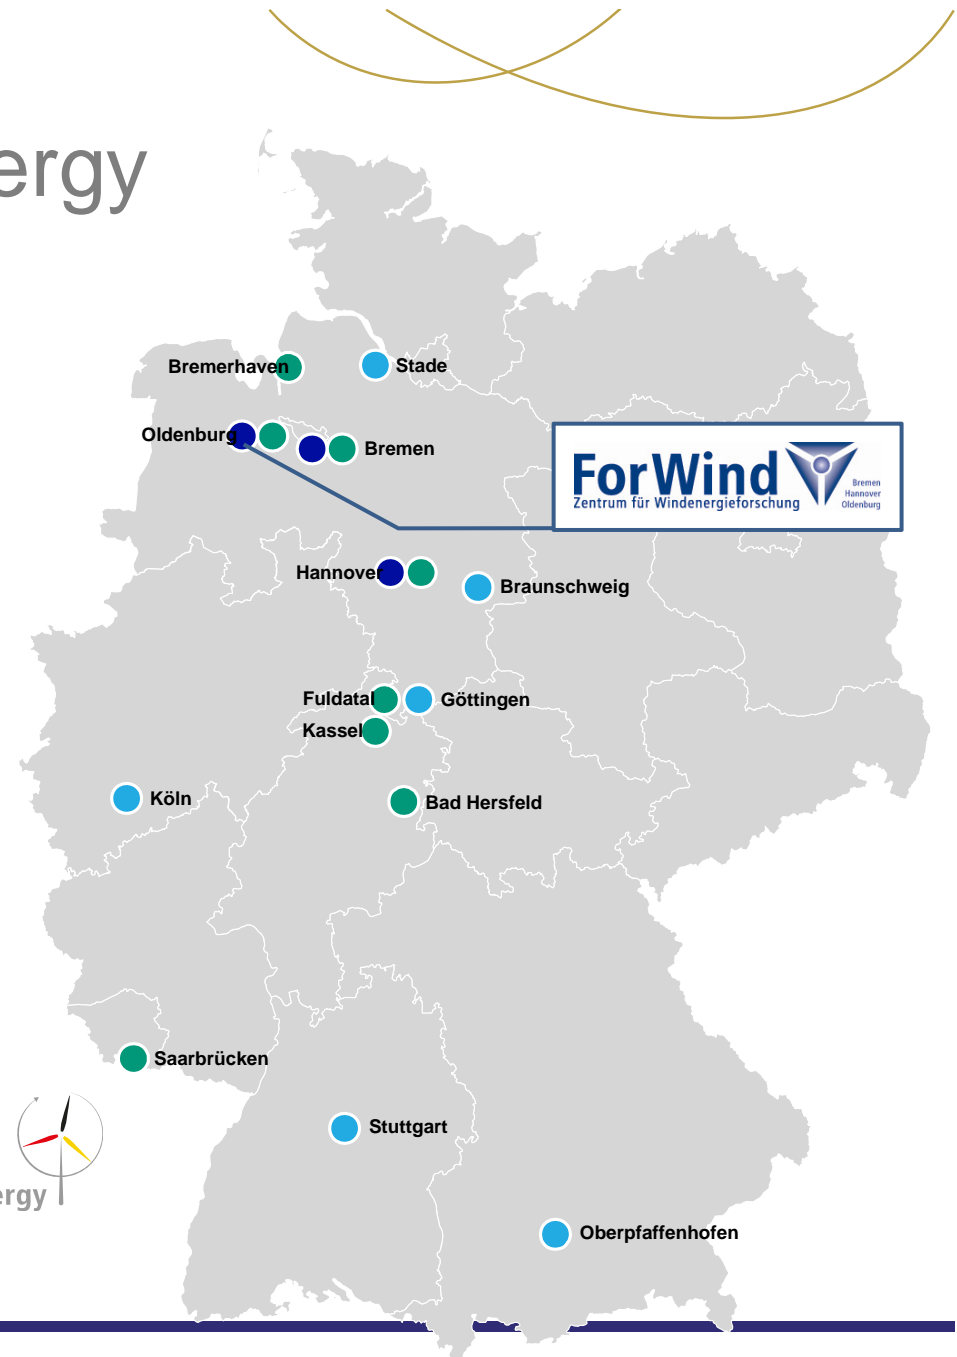 ergy
Bremerhaven
Stade
Oldenburg
Bremen
ForWind
Zentrum für Windenergieforschung
Bremen
Hannover
Oldenburg
Hannover
Braunschweig
Fuldatal
Göttingen
Kassel
Köln
Bad Hersfeld
Saarbrücken
Stuttgart
ergy
Oberpfaffenhofen